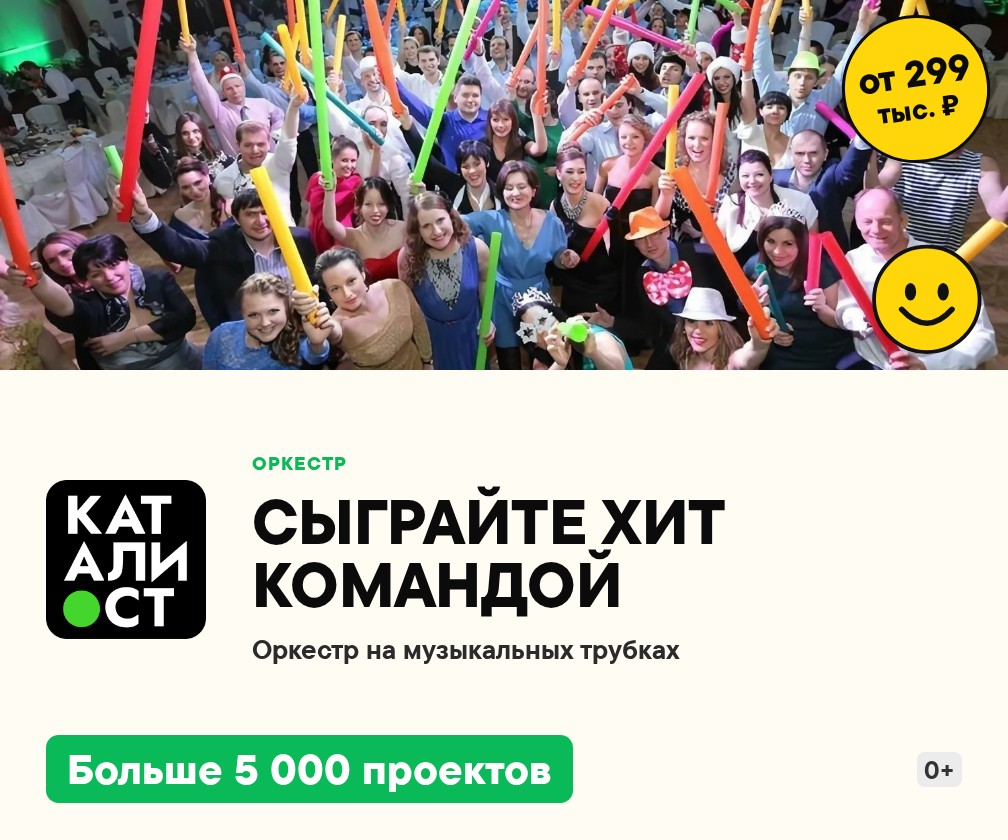 от 299
тыс. ₽
ОРКЕСТР
КАТ
АЛИ
СТ
СЫГРАЙТЕ ХИТ
КОМАНДОЙ
Оркестр на музыкальных трубках
Больше 5 000 проектов
0+